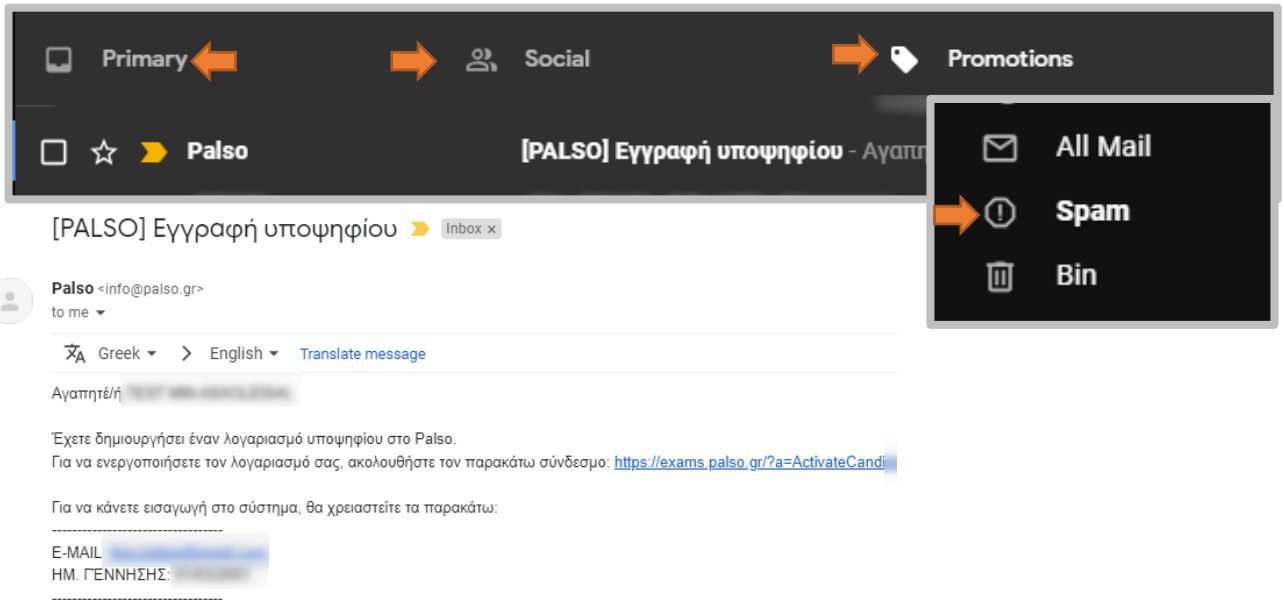 Primary Social Promotions
Palso [PALSO] Εγγραφή υποψηφίου - Αγαπη
All Mail
Spam
Bin
[PALSO] Εγγραφή υποψηφίου Inbox x
Palso <info@palso.gr>
to me
Greek > English Translate message
Αγαπητέ/ή
Έχετε δημιουργήσει έναν λογαριασμό υποψηφίου στο Palso.
Για να ενεργοποιήσετε τον λογαριασμό σας, ακολουθήστε τον παρακάτω σύνδεσμο: https://exams.palso.gr/?a=ActivateCandi
Για να κάνετε εισαγωγή στο σύστημα, θα χρειαστείτε τα παρακάτω:
----------------------------------
E-MAIL
ΗΜ. ΓΈΝΝΗΣΗΣ:
----------------------------------